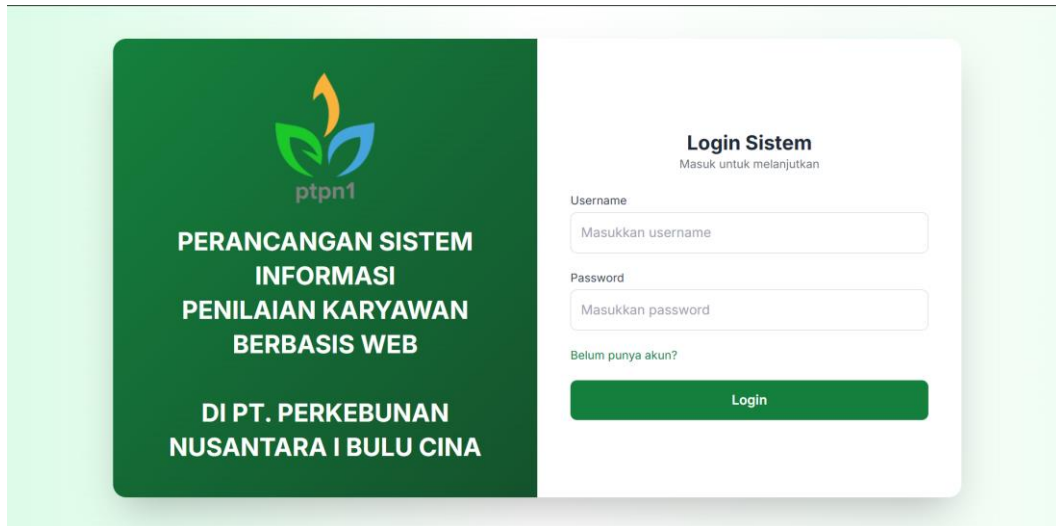 ptpn1
PERANCANGAN SISTEM
INFORMASI
PENILAIAN KARYAWAN
BERBASIS WEB
DI PT. PERKEBUNAN
NUSANTARA I BULU CINA
Login Sistem
Masuk untuk melanjutkan
Username
Masukkan username
Password
Masukkan password
Belum punya akun?
Login